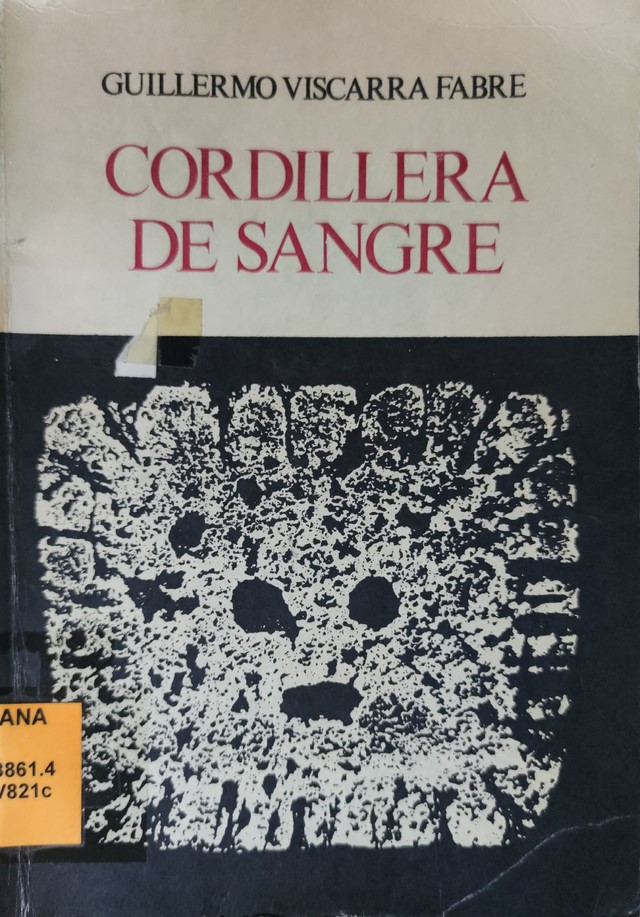 GUILLERMO VISCARRA FABRE
CORDILLERA
DE SANGRE
ANA
3861.4
V821c